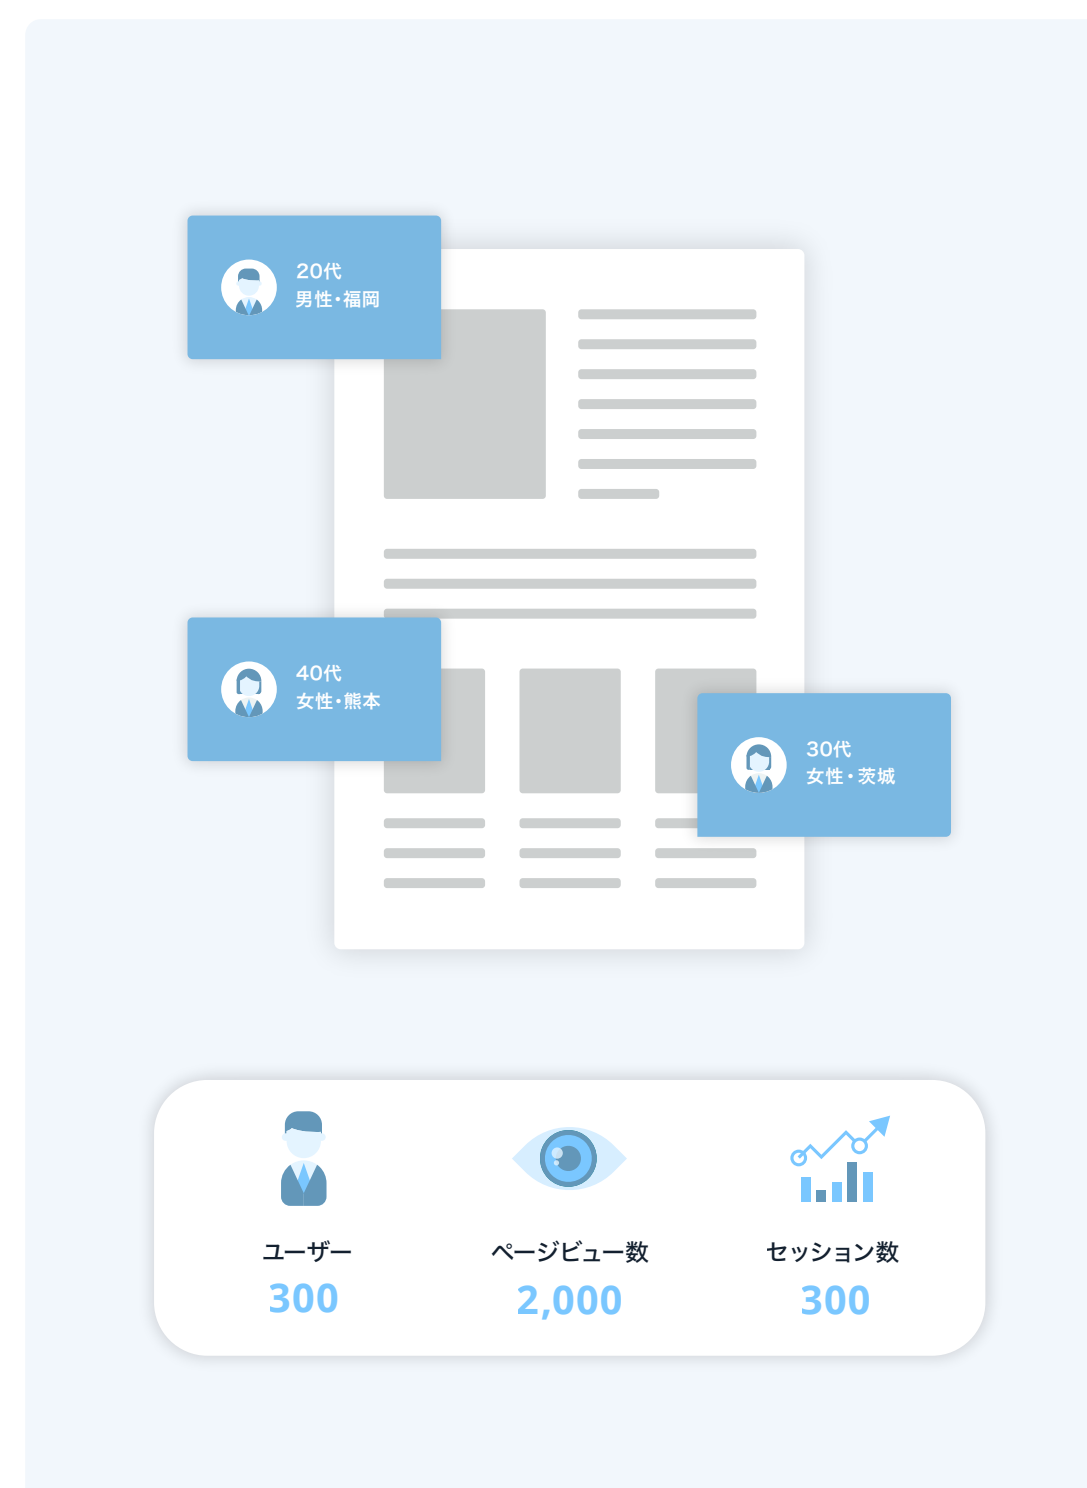 20代
男性・福岡
40代
女性・熊本
30代
女性・茨城
ユーザー
300
ページビュー数
2,000
セッション数
300